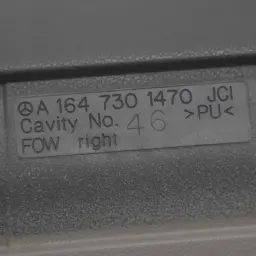 A 164 730 1470 JCI
Cavity No. 46 >PU<
FOW right